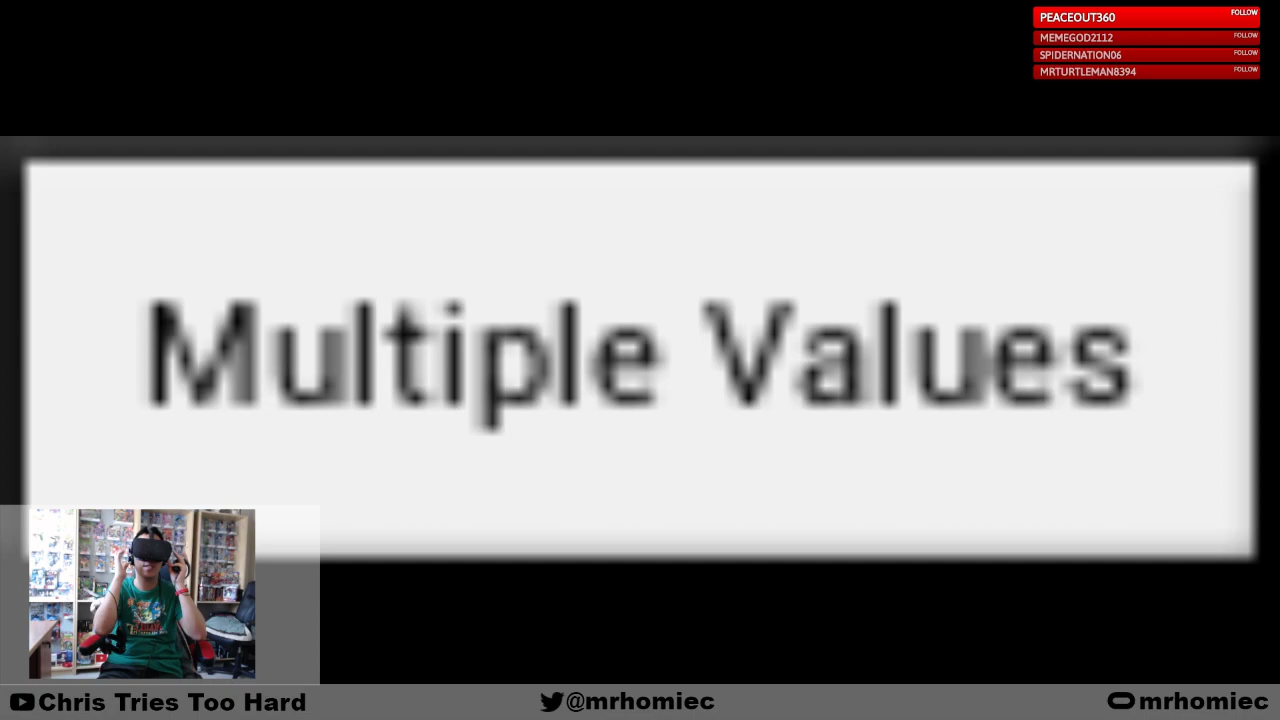 PEACEOUT360 FOLLOW
MEMEGOD2112 FOLLOW
SPIDERNATION06 FOLLOW
MRTURTLEMAN8394 FOLLOW
Multiple Values
Chris Tries Too Hard
@mrhomiec
mrhomiec